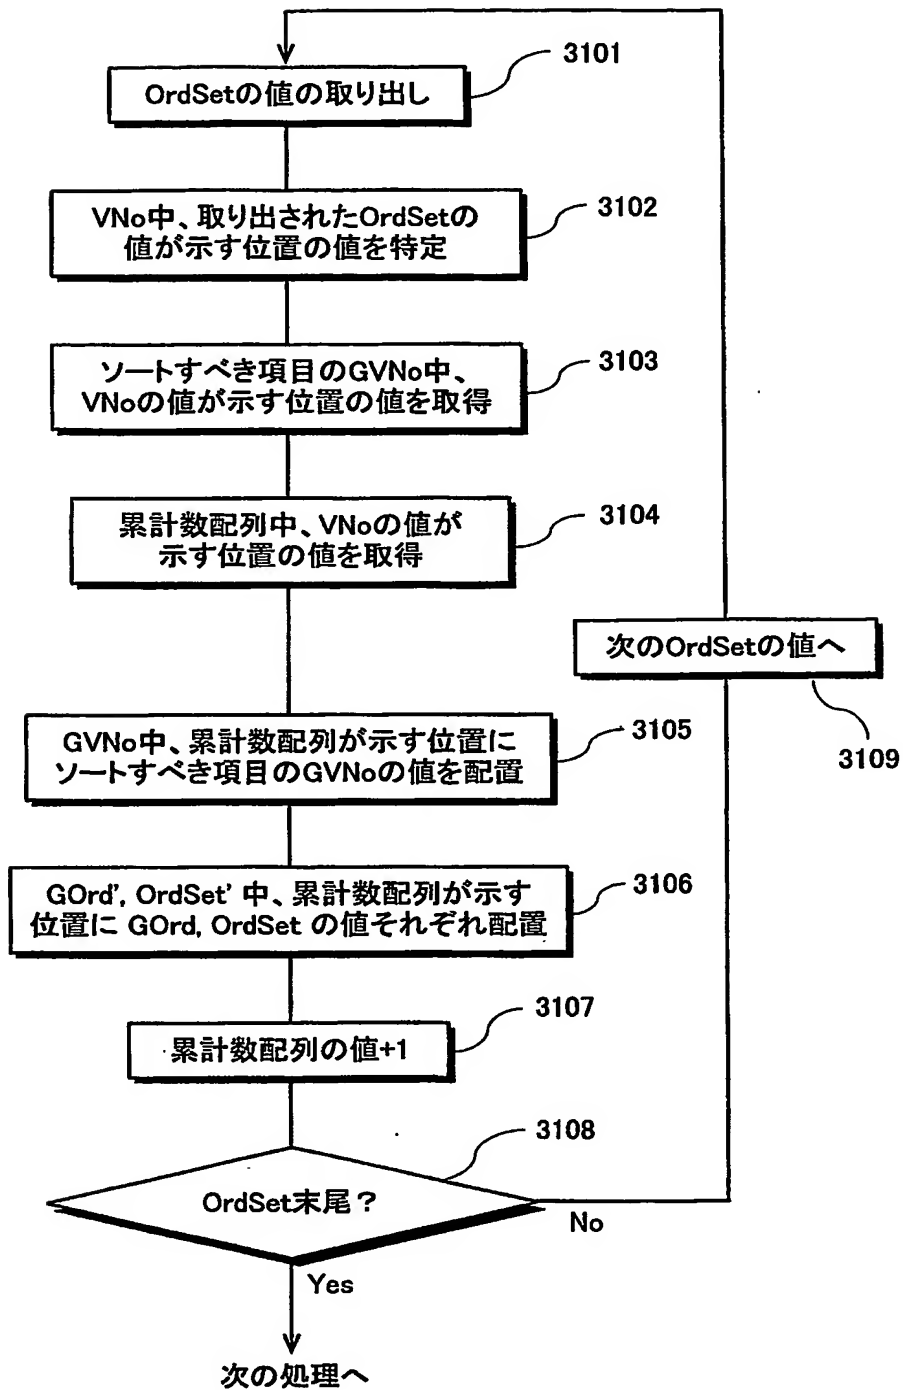 3101
OrdSetの値の取り出し
3102
VNo中、取り出されたOrdSetの
値が示す位置の値を特定
3103
ソートすべき項目のGVNo中、
VNoの値が示す位置の値を取得
3104
累計数配列中、VNoの値が
示す位置の値を取得
次のOrdSetの値へ
3109
3105
GVNo中、累計数配列が示す位置に
ソートすべき項目のGVNoの値を配置
3106
GOrd', OrdSet' 中、累計数配列が示す
位置に GOrd, OrdSet の値それぞれ配置
3107
累計数配列の値+1
3108
OrdSet末尾？
No
Yes
次の処理へ